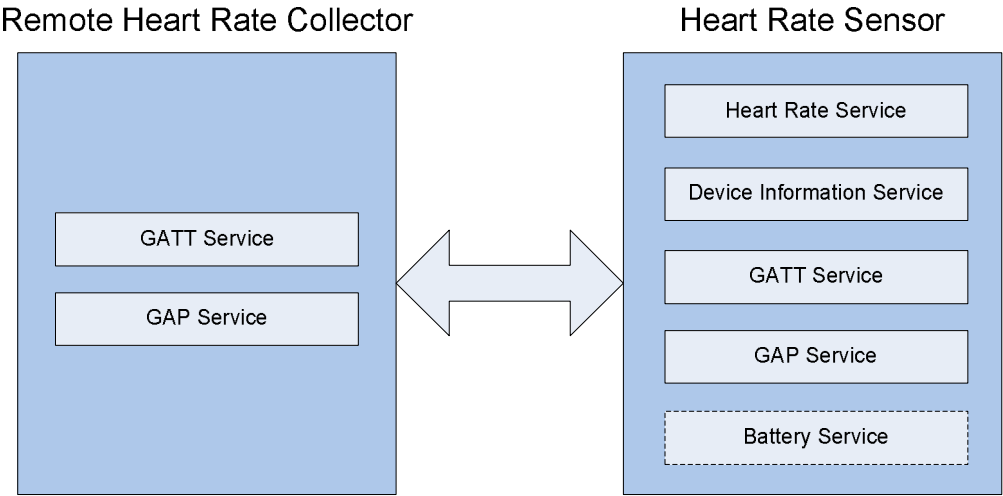 Remote Heart Rate Collector
GATT Service
GAP Service
Heart Rate Sensor
Heart Rate Service
Device Information Service
GATT Service
GAP Service
Battery Service